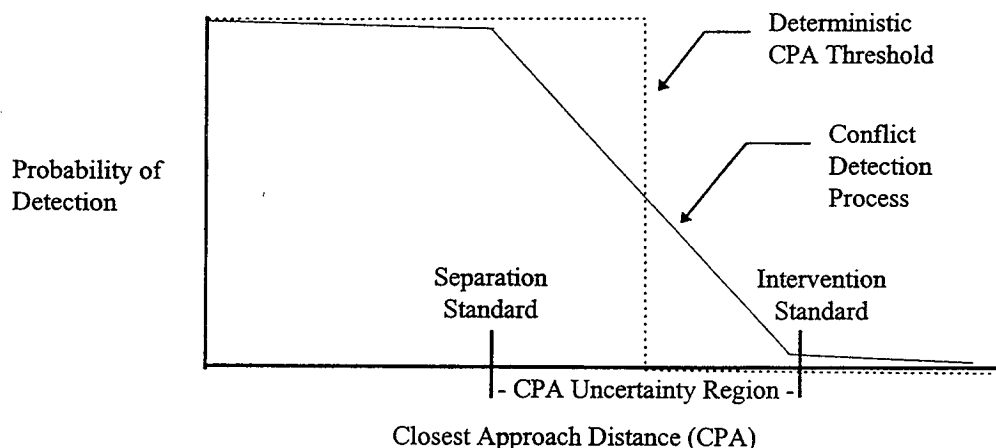 Deterministic
CPA Threshold
Conflict
Detection
Process
Probability of
Detection
Separation
Standard
Intervention
Standard
- CPA Uncertainty Region -
Closest Approach Distance (CPA)